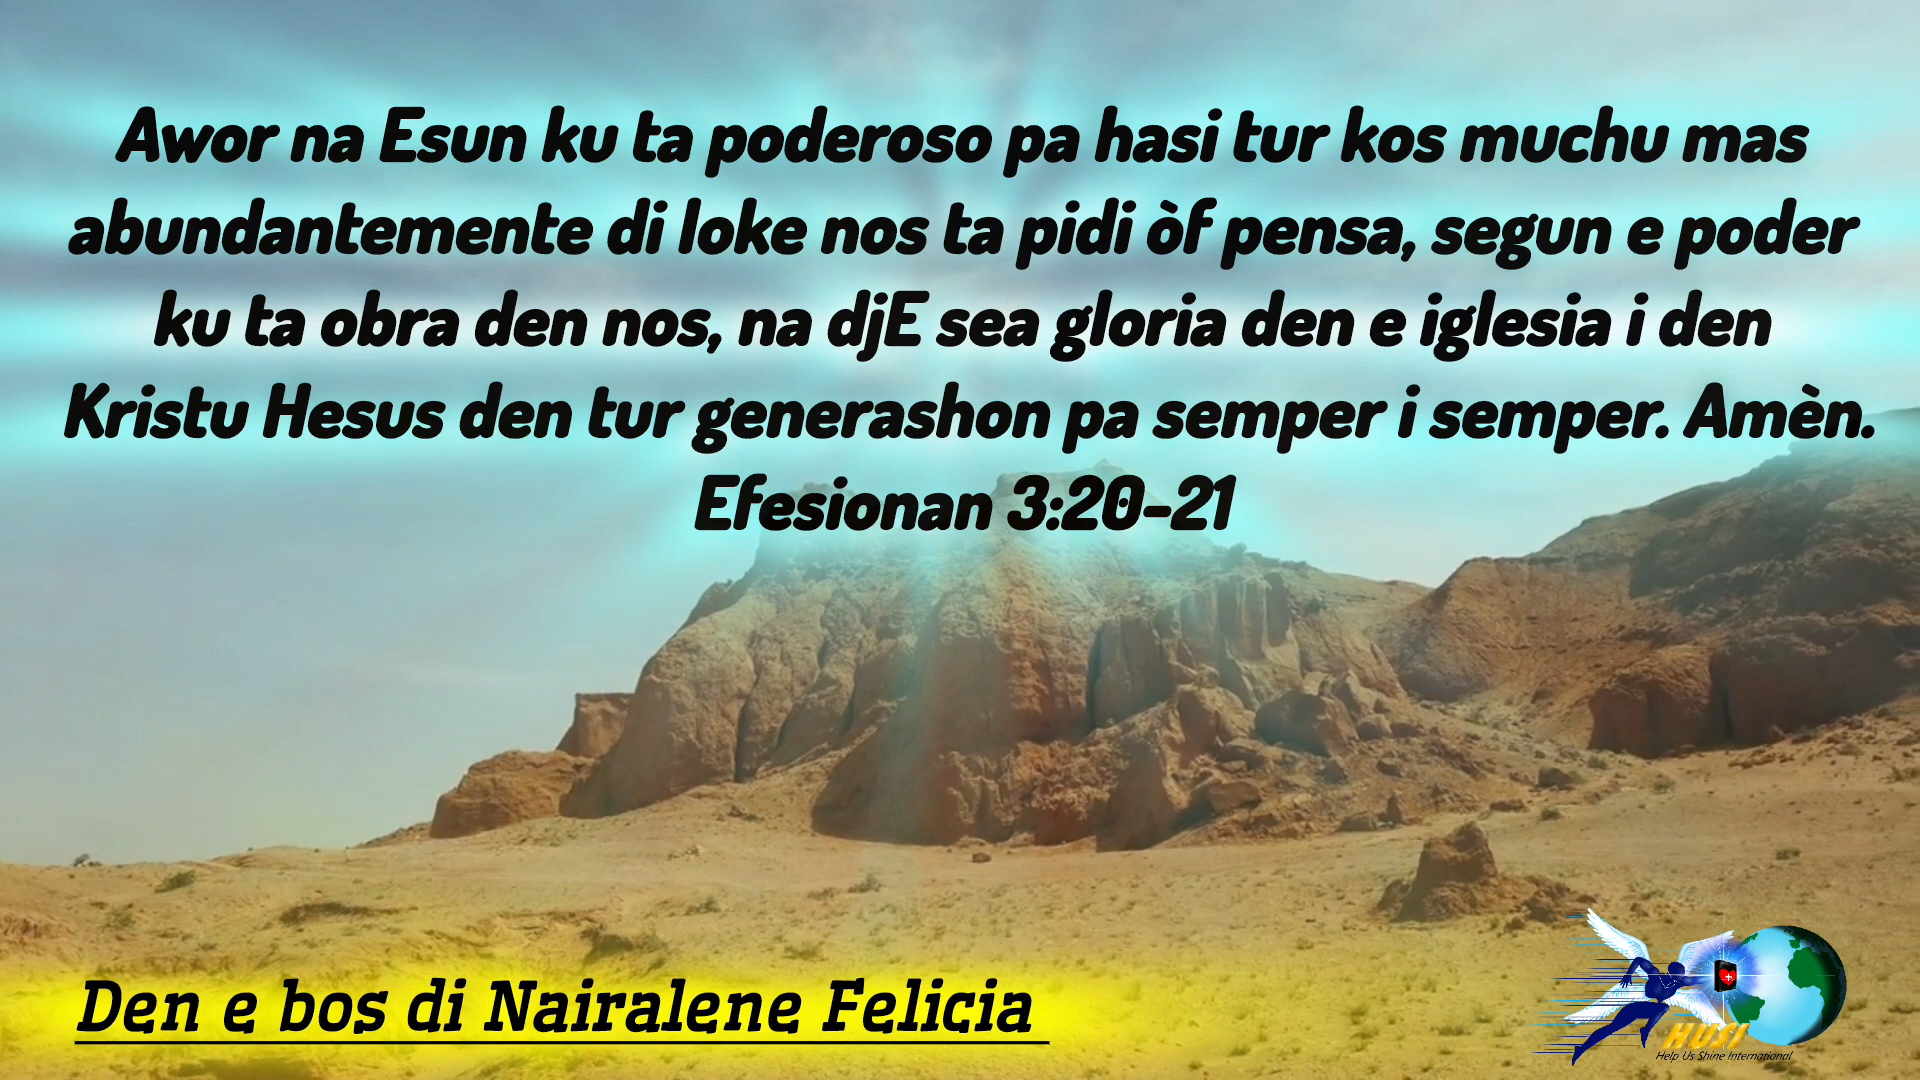 Awor na Esun ku ta poderoso pa hasi tur kos muchu mas
abundantemente di loke nos ta pidi òf pensa, segun e poder
ku ta obra den nos, na djE sea gloria den e iglesia i den
Kristu Hesus den tur generashon pa semper i semper. Amèn.
Efesionan 3:20-21
Den e bos di Nairalene Felicia
HUSI
Help Us Shine International